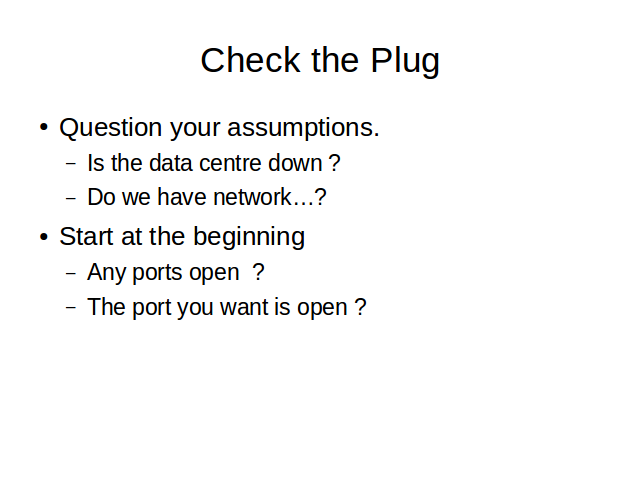 Check the Plug
• Question your assumptions.
– Is the data centre down ?
– Do we have network…?
• Start at the beginning
– Any ports open  ?
– The port you want is open ?